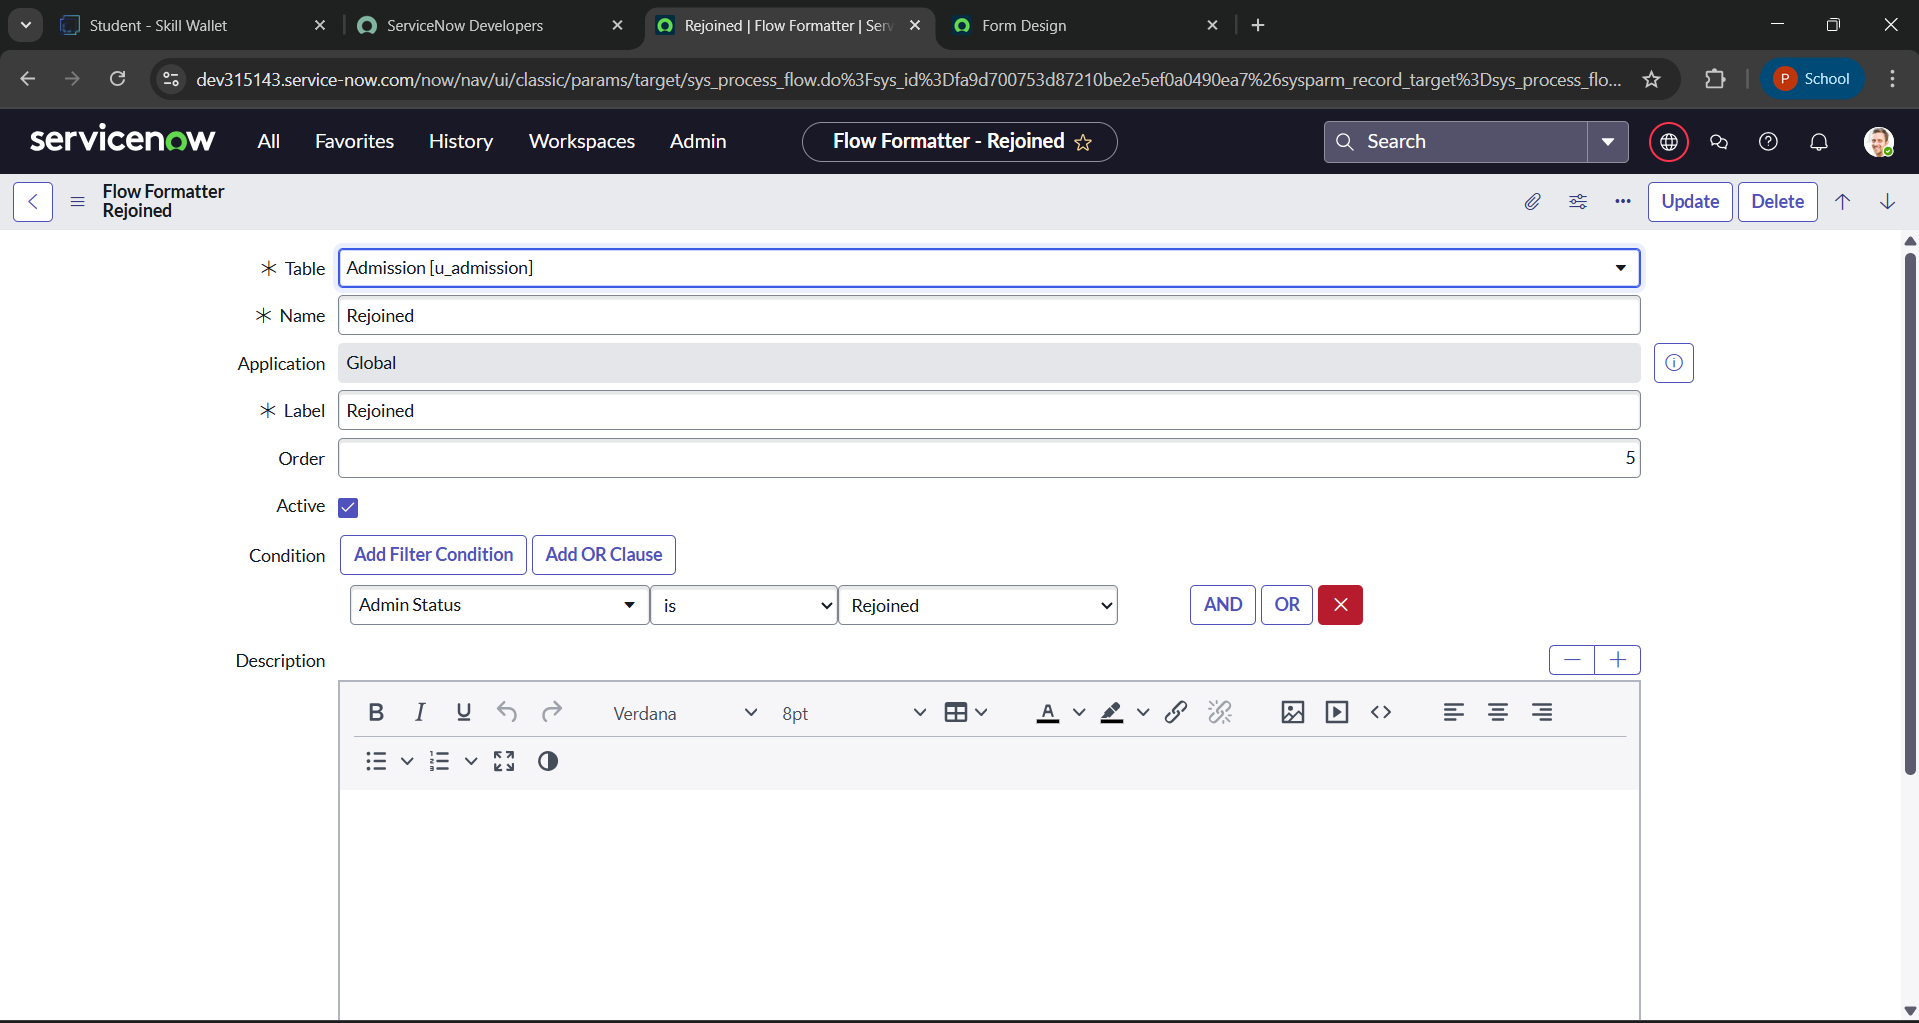 Student - Skill Wallet
ServiceNow Developers
Rejoined | Flow Formatter | Serv
Form Design
dev315143.service-now.com/now/nav/ui/classic/params/target/sys_process_flow.do%3Fsys_id%3Dfa9d700753d87210be2e5ef0a0490ea7%26sysparm_record_target%3Dsys_process_flo...
P School
servicenow
All Favorites History Workspaces Admin
Flow Formatter - Rejoined
Search
Flow Formatter
Rejoined
Update Delete
Table Admission [u_admission]
Name Rejoined
Application Global
Label Rejoined
Order 5
Active
Condition Add Filter Condition Add OR Clause
Admin Status is Rejoined AND OR
Description
B I U Verdana 8pt A